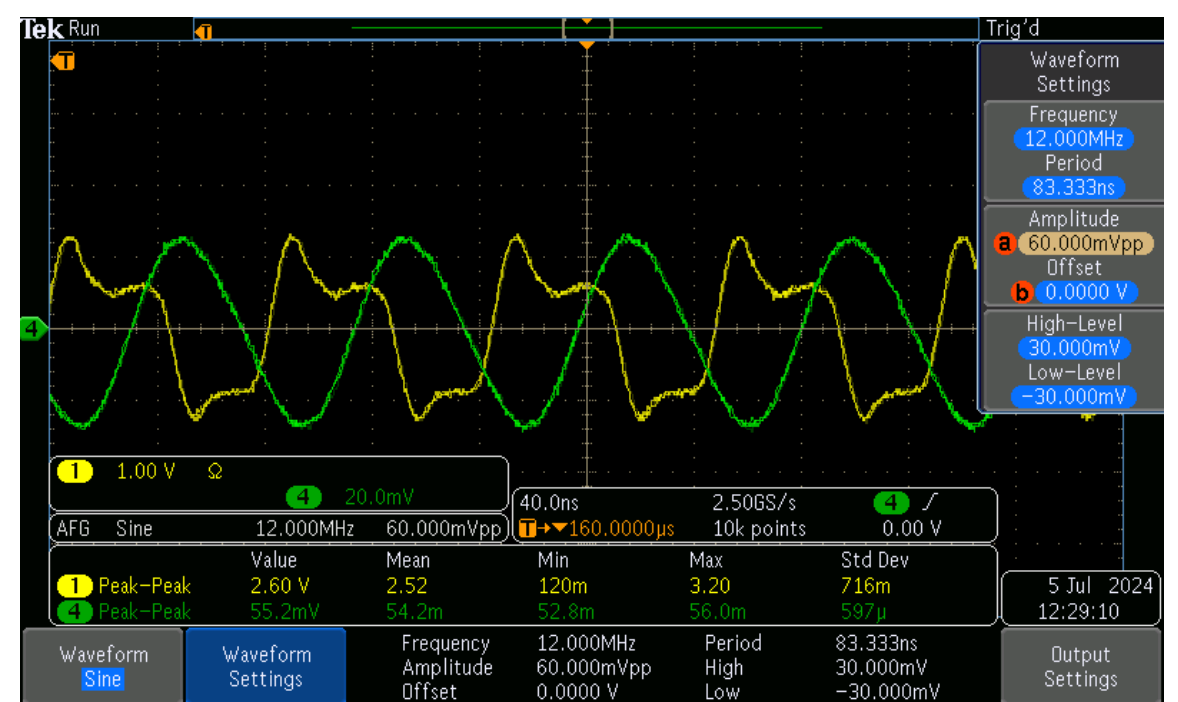 Tek Run
T
Trig'd
T
Waveform
Settings
Frequency
12.000MHz
Period
83.333ns
Amplitude
a 60.000mVpp
Offset
b 0.0000 V
High-Level
30.000mV
Low-Level
-30.000mV
4
1 1.00 V Ω
4 20.0mV
AFG Sine 12.000MHz 60.000mVpp
40.0ns 2.50GS/s 4 /
T→▼160.0000µs 10k points 0.00 V
Value Mean Min Max Std Dev
1 Peak-Peak 2.60 V 2.52 120m 3.20 716m
4 Peak-Peak 55.2mV 54.2m 52.8m 56.0m 597µ
5 Jul 2024
12:29:10
Waveform
Sine
Waveform
Settings
Frequency 12.000MHz Period 83.333ns
Amplitude 60.000mVpp High 30.000mV
Offset 0.0000 V Low -30.000mV
Output
Settings